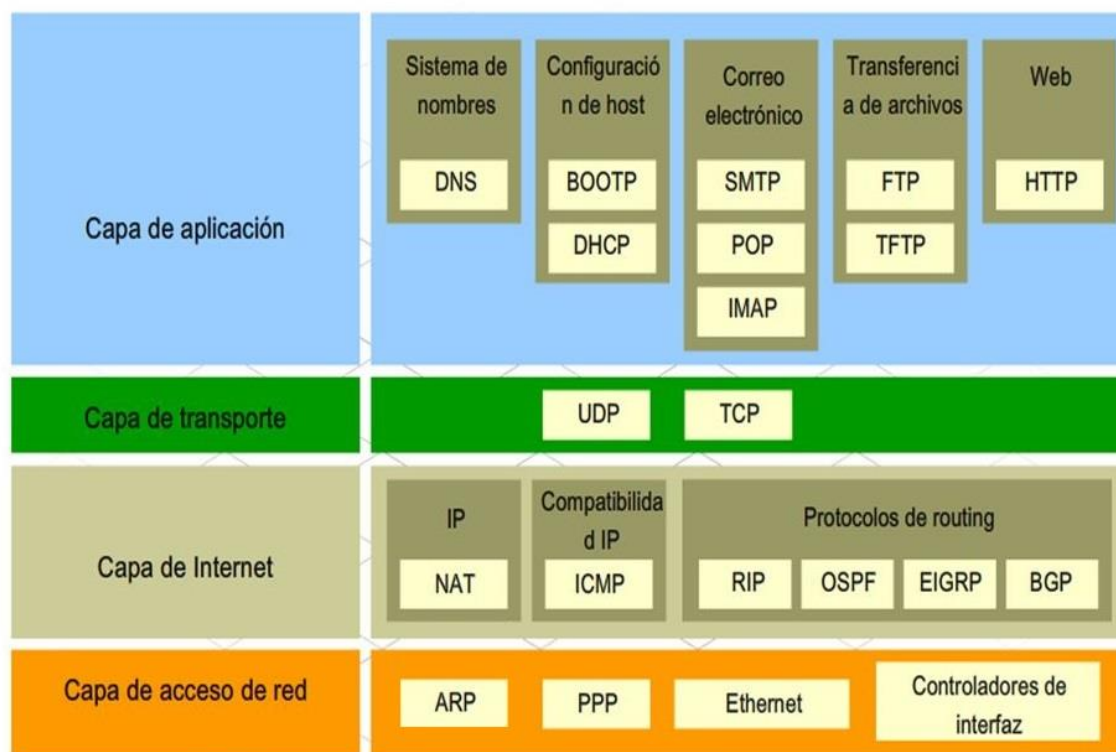 Capa de aplicación
Sistema de
nombres
DNS
Configuració
n de host
BOOTP
DHCP
Correo
electrónico
SMTP
POP
IMAP
Transferenci
a de archivos
FTP
TFTP
Web
HTTP
Capa de transporte
UDP
TCP
Capa de Internet
IP
NAT
Compatibilida
d IP
ICMP
Protocolos de routing
RIP
OSPF
EIGRP
BGP
Capa de acceso de red
ARP
PPP
Ethernet
Controladores de
interfaz